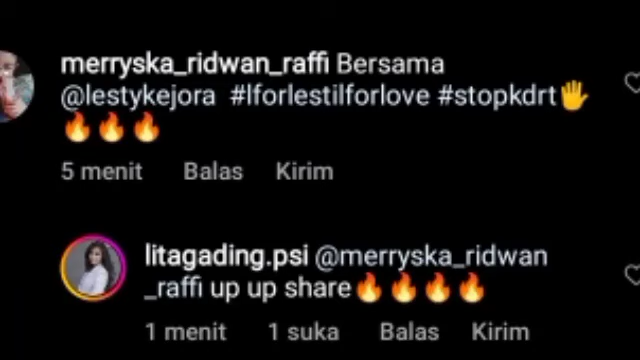 merryska_ridwan_raffi Bersama
@lestykejora #lforlestilforlove #stopkdrt🖐
🔥🔥🔥
5 menit Balas Kirim
litagading.psi @merryska_ridwan
_raffi up up share🔥🔥🔥🔥
1 menit 1 suka Balas Kirim